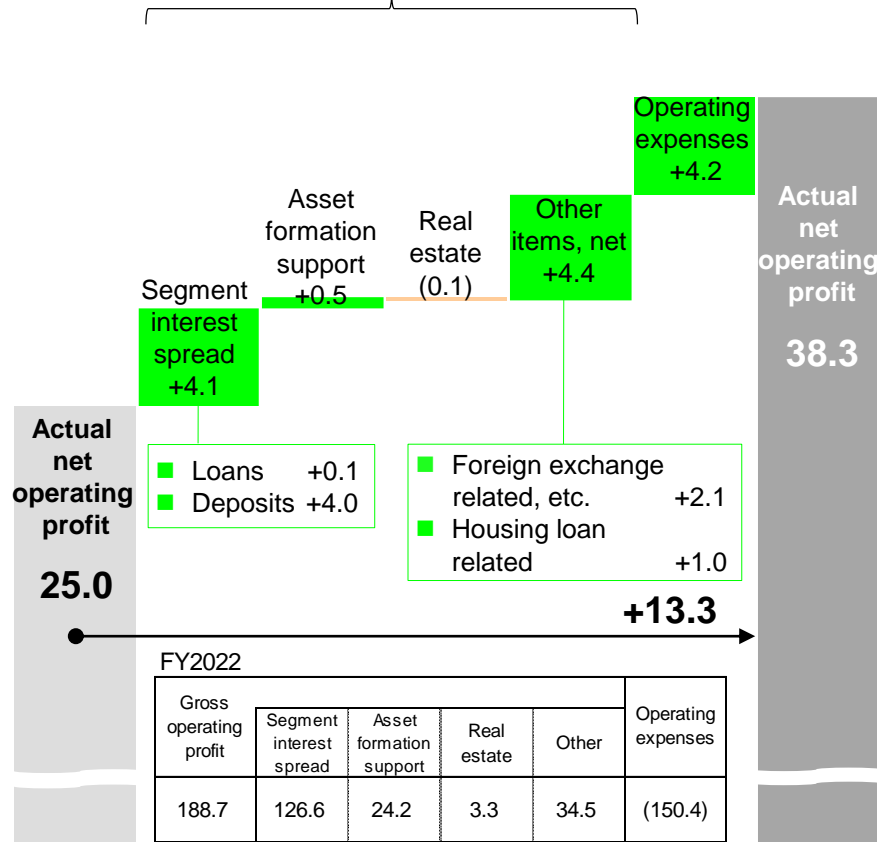 Operating
expenses
+4.2
Actual
net
operating
profit
38.3
Asset
formation
support
+0.5
Real
estate
(0.1)
Other
items, net
+4.4
Segment
interest
spread
+4.1
Actual
net
operating
profit
25.0
■ Loans +0.1
■ Deposits +4.0
■ Foreign exchange
related, etc. +2.1
■ Housing loan
related +1.0
+13.3
FY2022
Gross
operating
profit
Segment
interest
spread
Asset
formation
support
Real
estate
Other
Operating
expenses
188.7 126.6 24.2 3.3 34.5 (150.4)